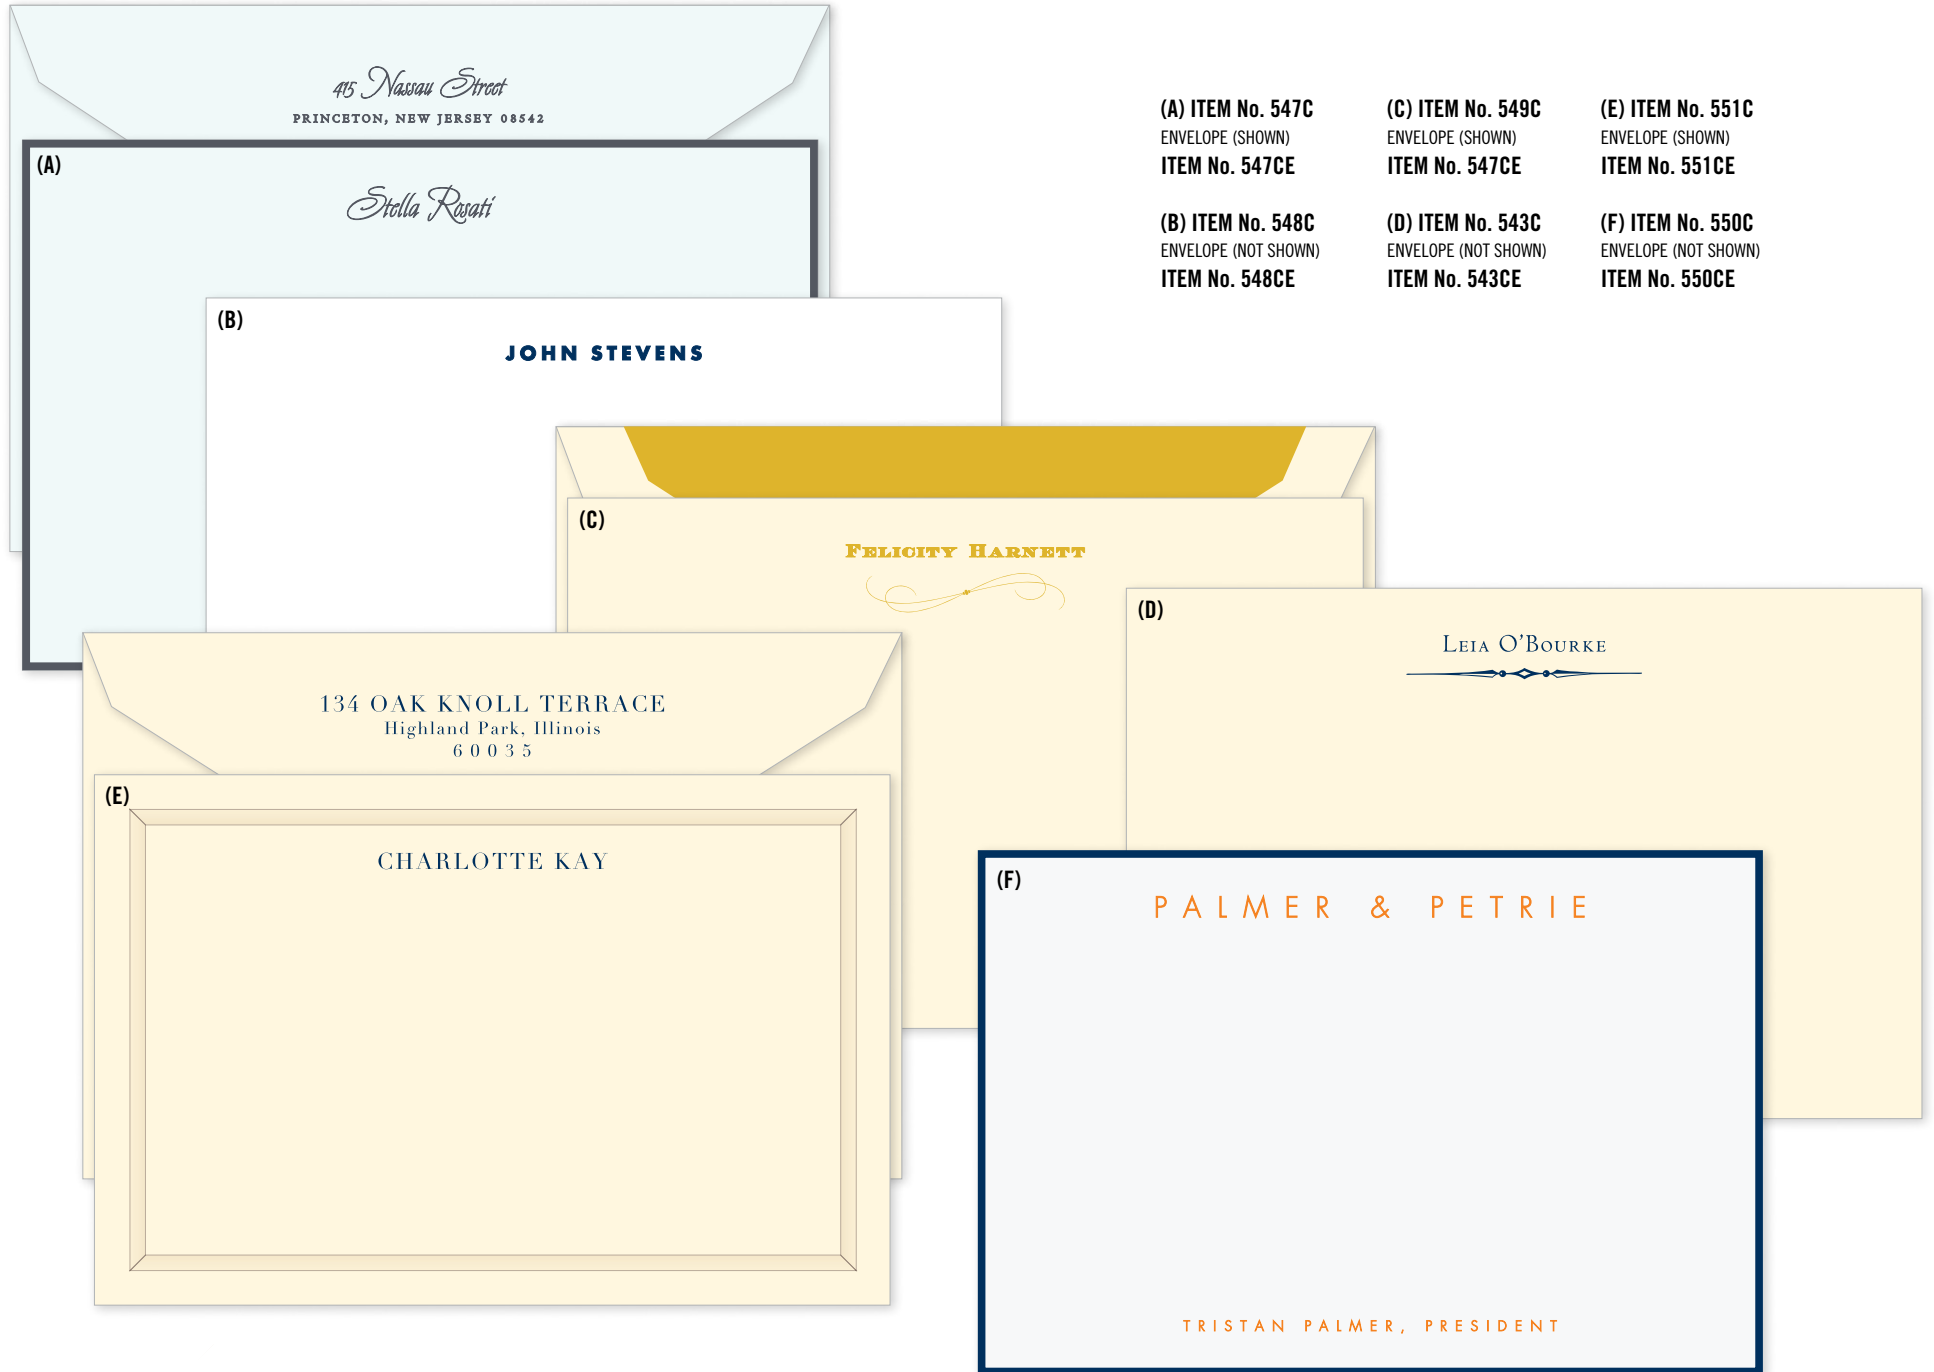 415 Nassau Street
PRINCETON, NEW JERSEY 08542
(A)
Stella Rosati
(A) ITEM No. 547C
ENVELOPE (SHOWN)
ITEM No. 547CE
(C) ITEM No. 549C
ENVELOPE (SHOWN)
ITEM No. 547CE
(E) ITEM No. 551C
ENVELOPE (SHOWN)
ITEM No. 551CE
(B) ITEM No. 548C
ENVELOPE (NOT SHOWN)
ITEM No. 548CE
(D) ITEM No. 543C
ENVELOPE (NOT SHOWN)
ITEM No. 543CE
(F) ITEM No. 550C
ENVELOPE (NOT SHOWN)
ITEM No. 550CE
(B)
JOHN STEVENS
(C)
FELICITY HARNETT
(D)
LEIA O'BOURKE
134 OAK KNOLL TERRACE
Highland Park, Illinois
60035
(E)
CHARLOTTE KAY
(F)
PALMER & PETRIE
TRISTAN PALMER, PRESIDENT